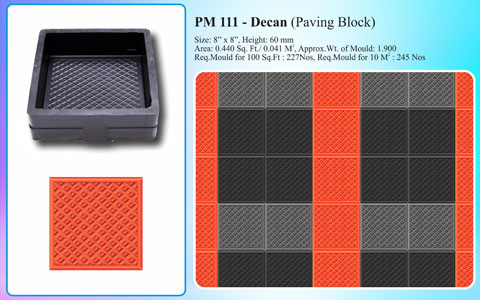 PM 111 - Decan (Paving Block)
Size: 8” x 8”, Height: 60 mm
Area: 0.440 Sq. Ft./ 0.041 M², Approx.Wt. of Mould: 1.900
Req.Mould for 100 Sq.Ft : 227Nos, Req.Mould for 10 M² : 245 Nos